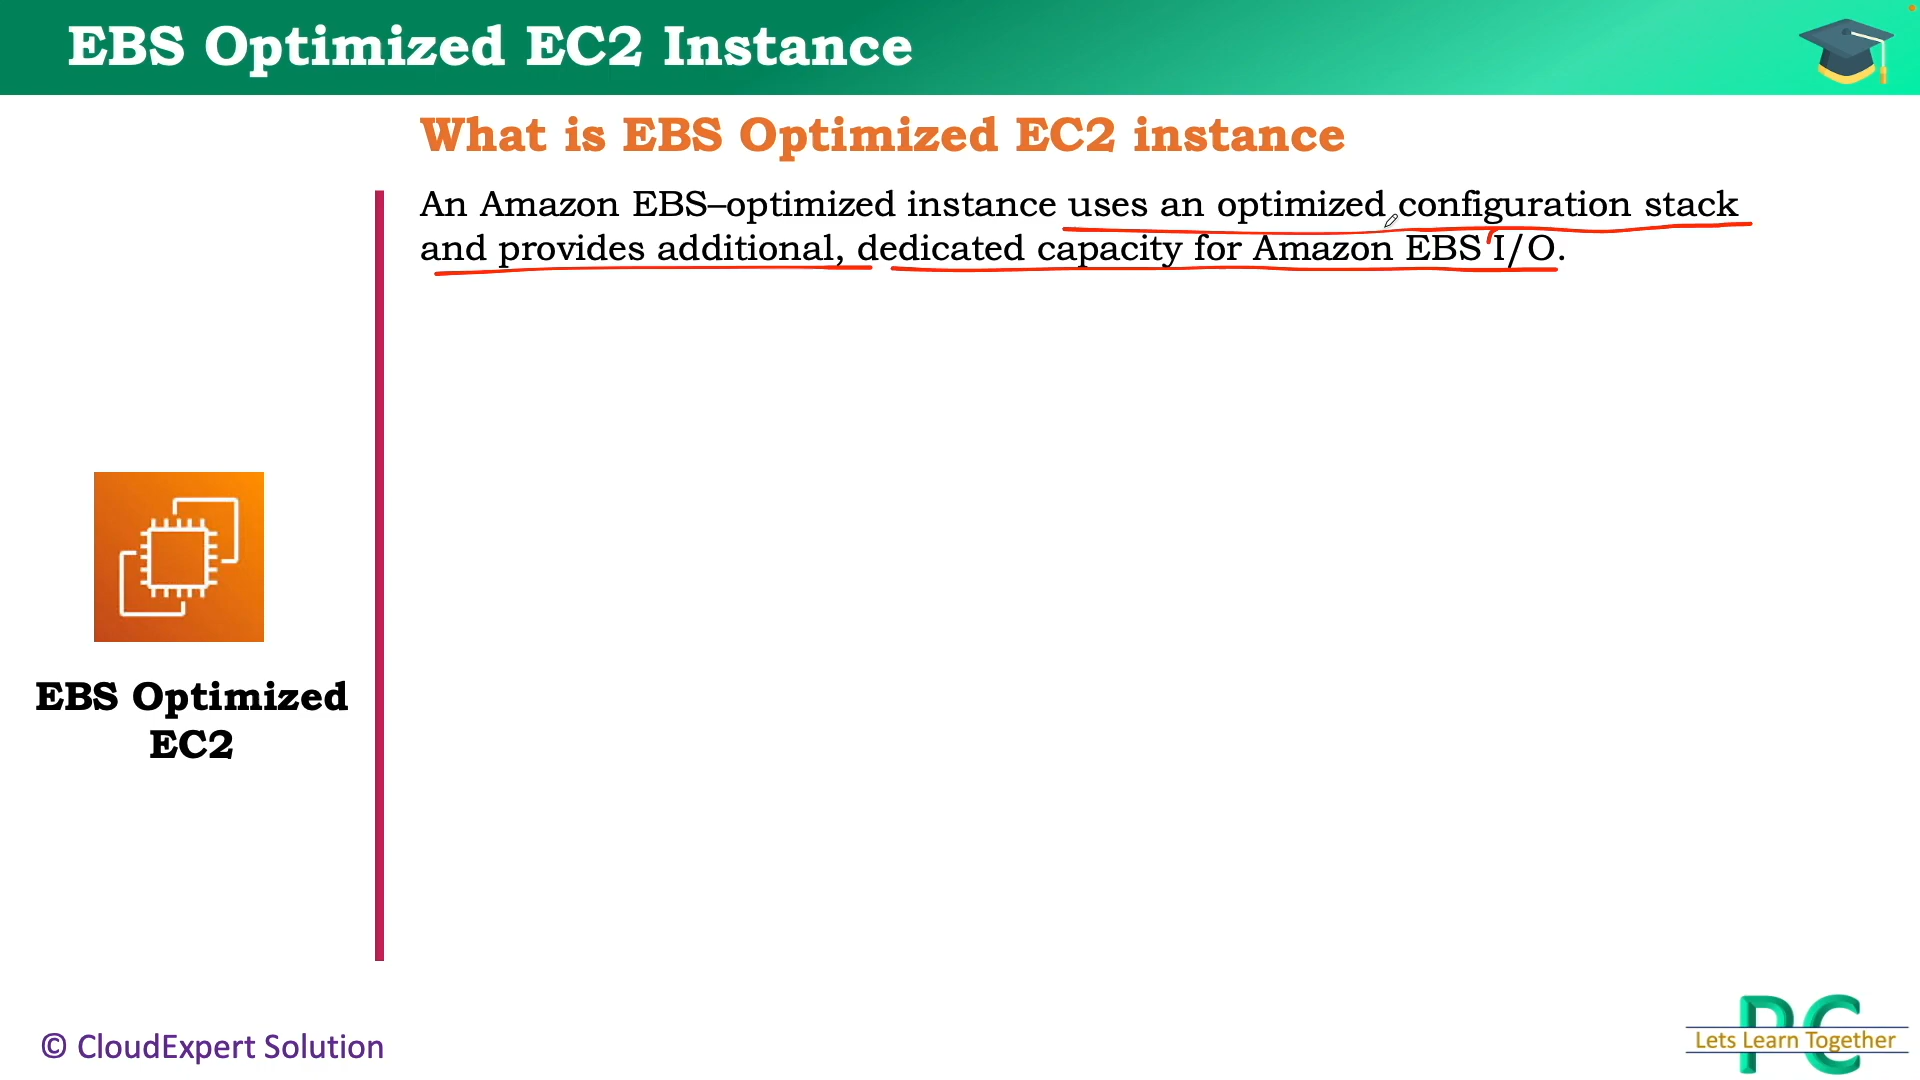 EBS Optimized EC2 Instance
What is EBS Optimized EC2 instance
An Amazon EBS–optimized instance uses an optimized configuration stack
and provides additional, dedicated capacity for Amazon EBS I/O.
EBS Optimized
EC2
© CloudExpert Solution
PC
Lets Learn Together